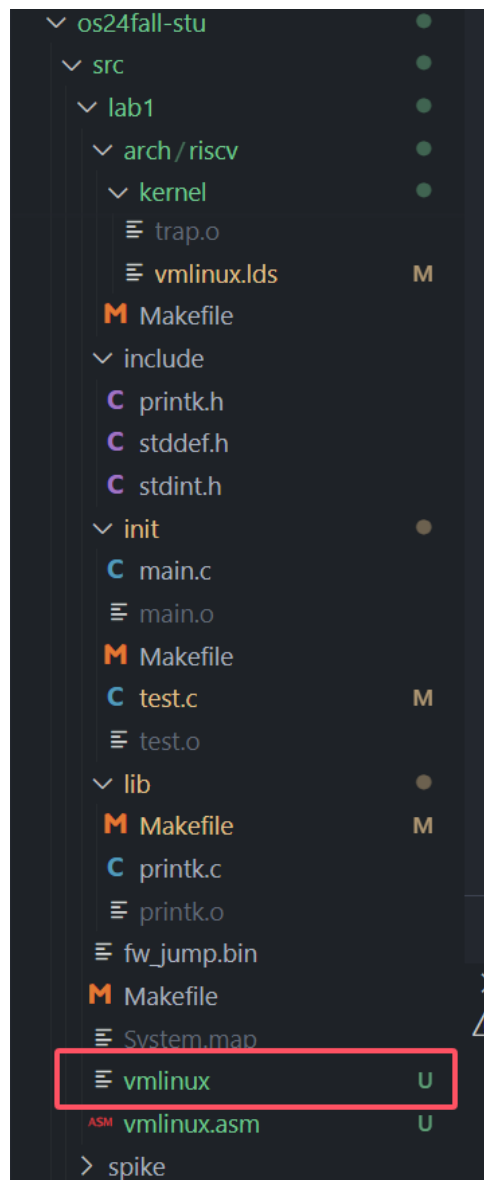 os24fall-stu
src
lab1
arch/riscv
kernel
trap.o
vmlinux.lds M
M Makefile
include
C printk.h
C stddef.h
C stdint.h
init
C main.c
main.o
M Makefile
C test.c M
test.o
lib
M Makefile M
C printk.c
printk.o
fw_jump.bin
M Makefile
System.map
vmlinux U
ASM vmlinux.asm U
spike